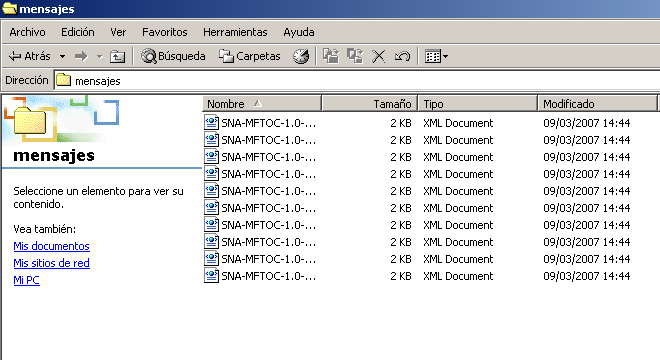 mensajes
Archivo Edición Ver Favoritos Herramientas Ayuda
Atrás Búsqueda Carpetas
Dirección mensajes
Nombre Tamaño Tipo Modificado
SNA-MFTOC-1.0-... 2 KB XML Document 09/03/2007 14:44
SNA-MFTOC-1.0-... 2 KB XML Document 09/03/2007 14:44
SNA-MFTOC-1.0-... 2 KB XML Document 09/03/2007 14:44
SNA-MFTOC-1.0-... 2 KB XML Document 09/03/2007 14:44
SNA-MFTOC-1.0-... 2 KB XML Document 09/03/2007 14:44
SNA-MFTOC-1.0-... 2 KB XML Document 09/03/2007 14:44
SNA-MFTOC-1.0-... 2 KB XML Document 09/03/2007 14:44
SNA-MFTOC-1.0-... 2 KB XML Document 09/03/2007 14:44
SNA-MFTOC-1.0-... 2 KB XML Document 09/03/2007 14:44
SNA-MFTOC-1.0-... 2 KB XML Document 09/03/2007 14:44
mensajes
Seleccione un elemento para ver su
contenido.
Vea también:
Mis documentos
Mis sitios de red
Mi PC